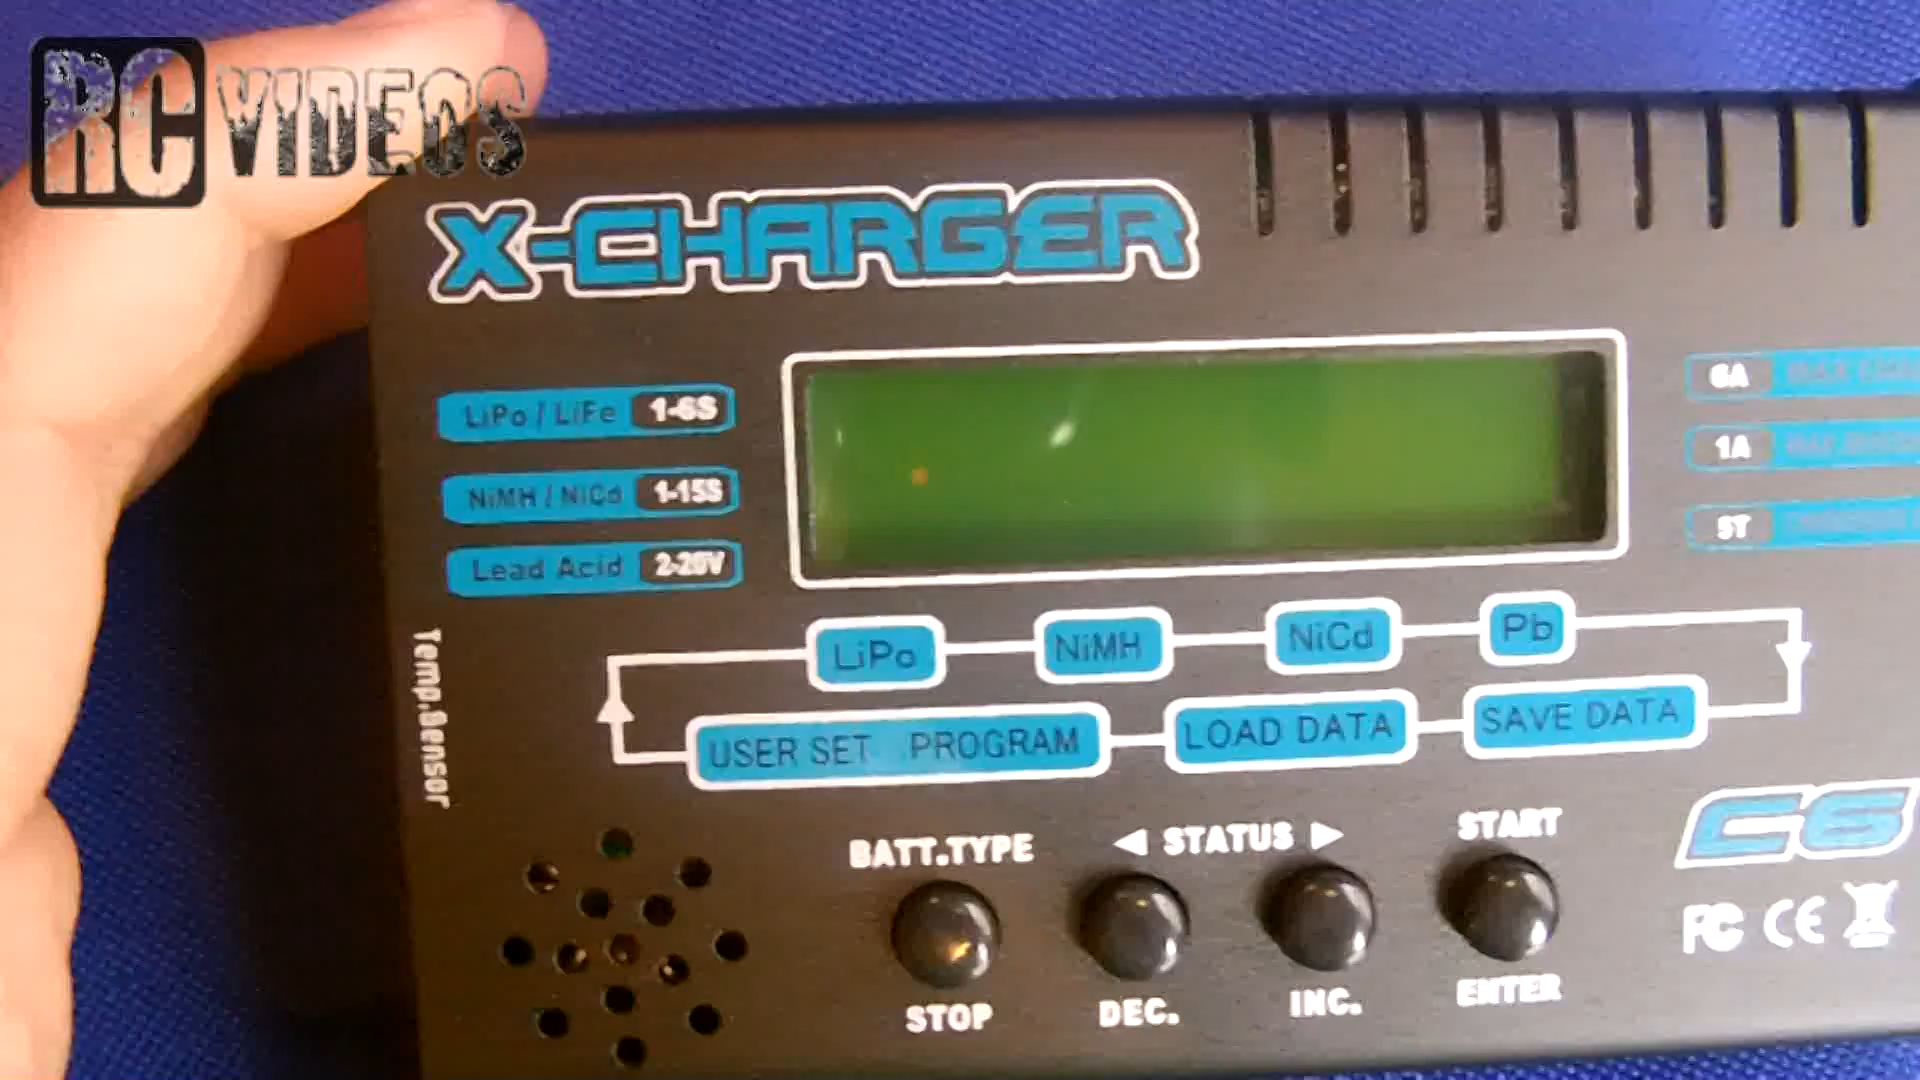 RC VIDEOS
X-CHARGER
LiPo / LiFe 1-6S
NiMH / NiCd 1-15S
Lead Acid 2-20V
6A MAX
1A
5T
LiPo NiMH NiCd Pb
USER SET PROGRAM LOAD DATA SAVE DATA
Temp.Sensor
BATT.TYPE ◀ STATUS ▶ START
STOP DEC. INC. ENTER
C6
FC CE